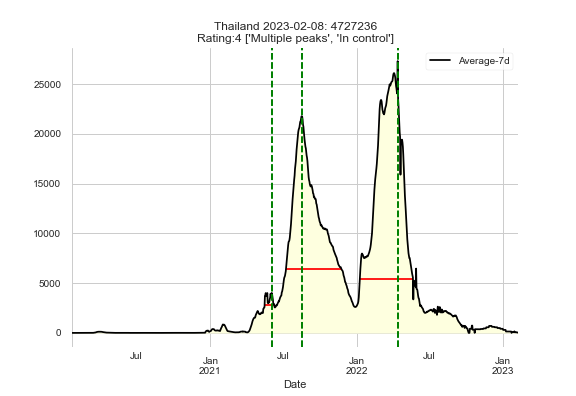 Thailand 2023-02-08: 4727236
Rating:4 ['Multiple peaks', 'In control']
Average-7d
25000
20000
15000
10000
5000
0
Jul
Jan
2021
Jul
Jan
2022
Jul
Jan
2023
Date